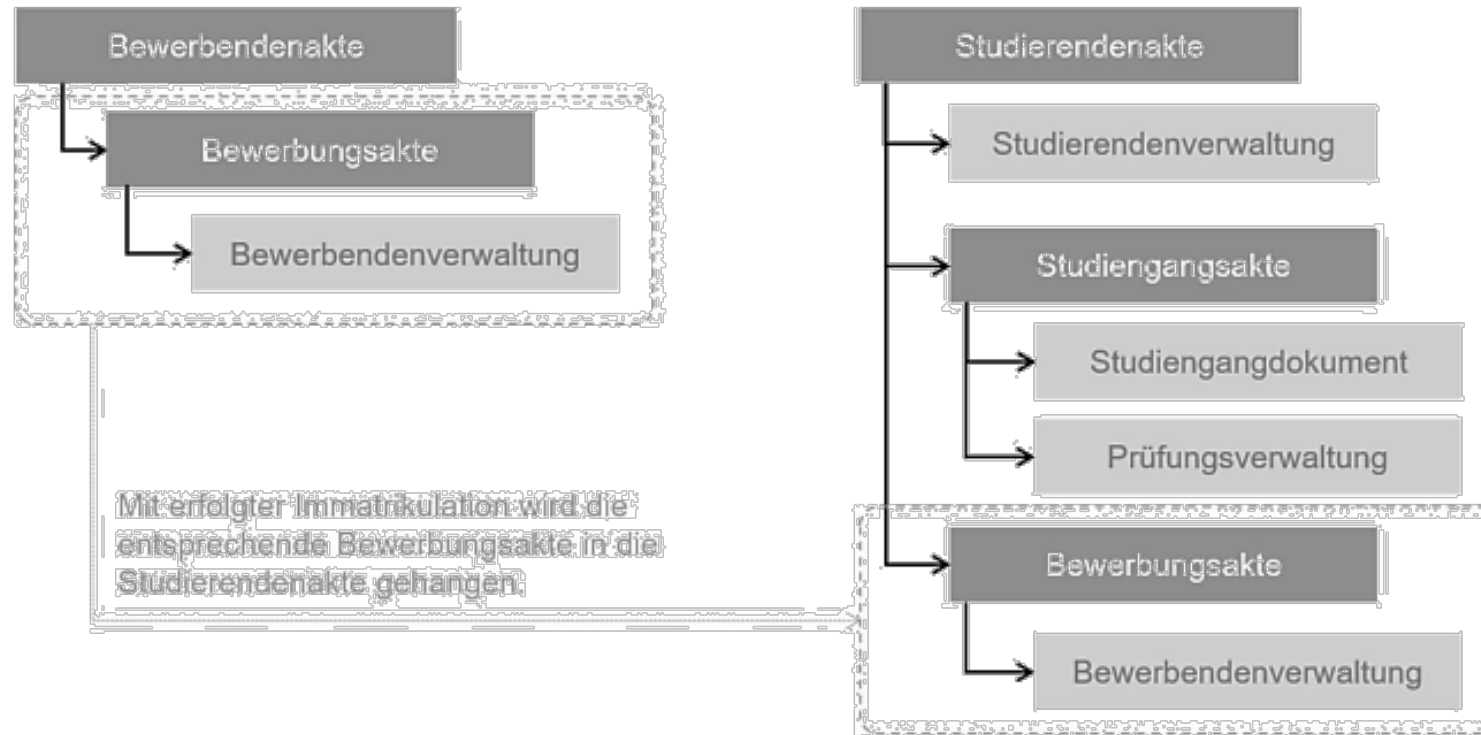 Bewerbendenakte
Bewerbungsakte
Bewerbendenverwaltung
Mit erfolgter Immatrikulation wird die
entsprechende Bewerbungsakte in die
Studierendenakte gehangen.
Studierendenakte
Studierendenverwaltung
Studiengangsakte
Studiengangdokument
Prüfungsverwaltung
Bewerbungsakte
Bewerbendenverwaltung